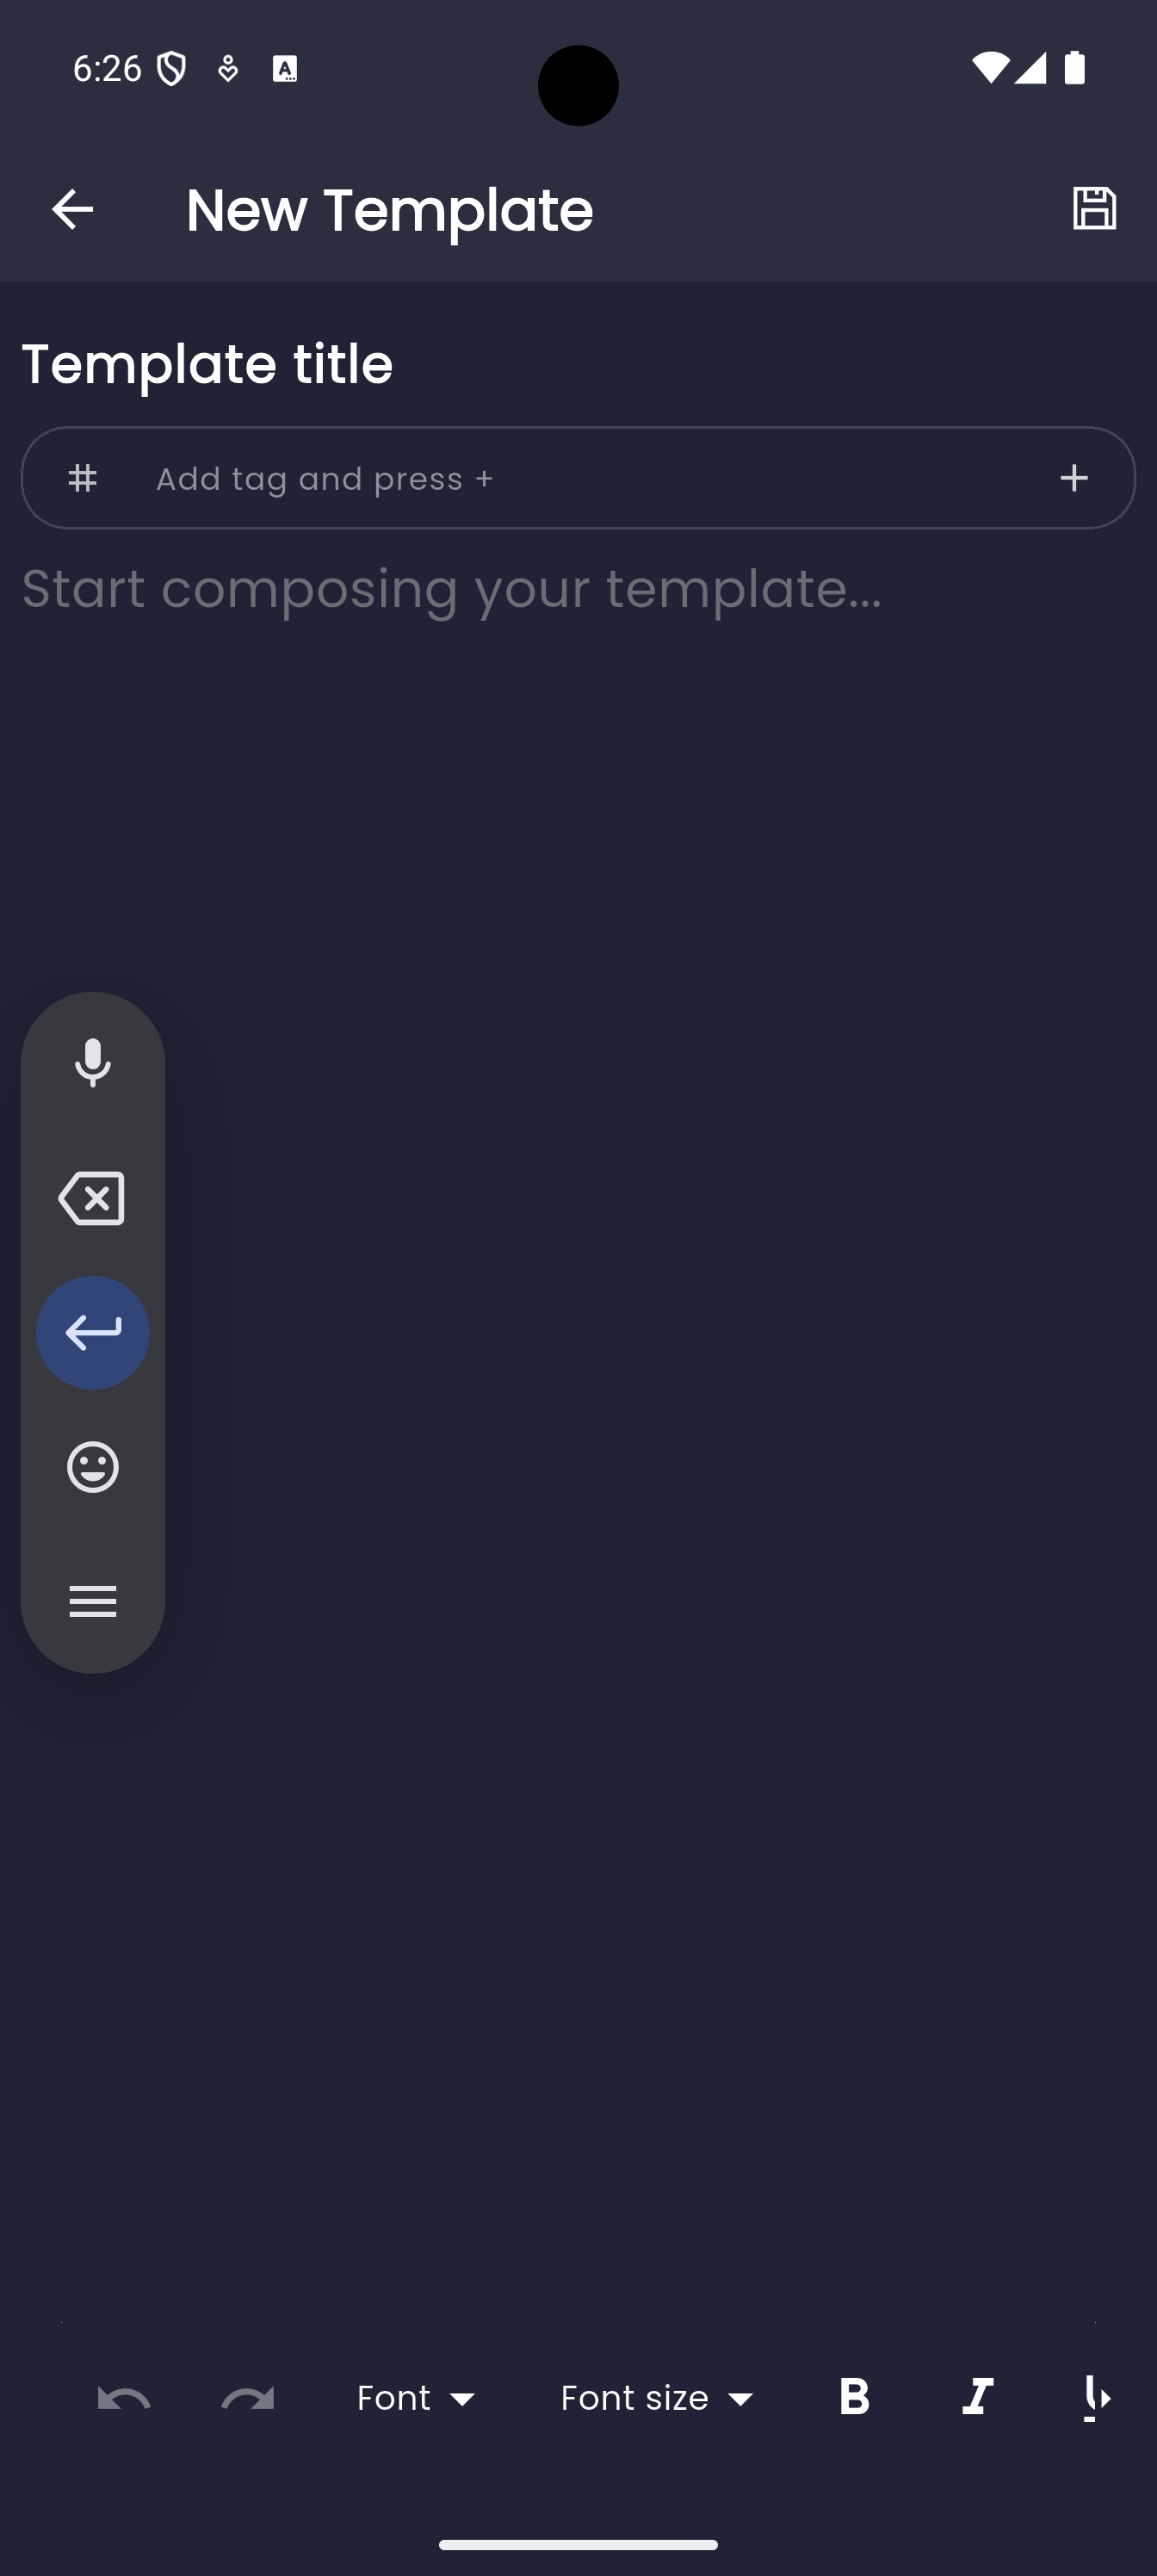 6:26
New Template
Template title
# Add tag and press +
Start composing your template...
Font
Font size
B I U